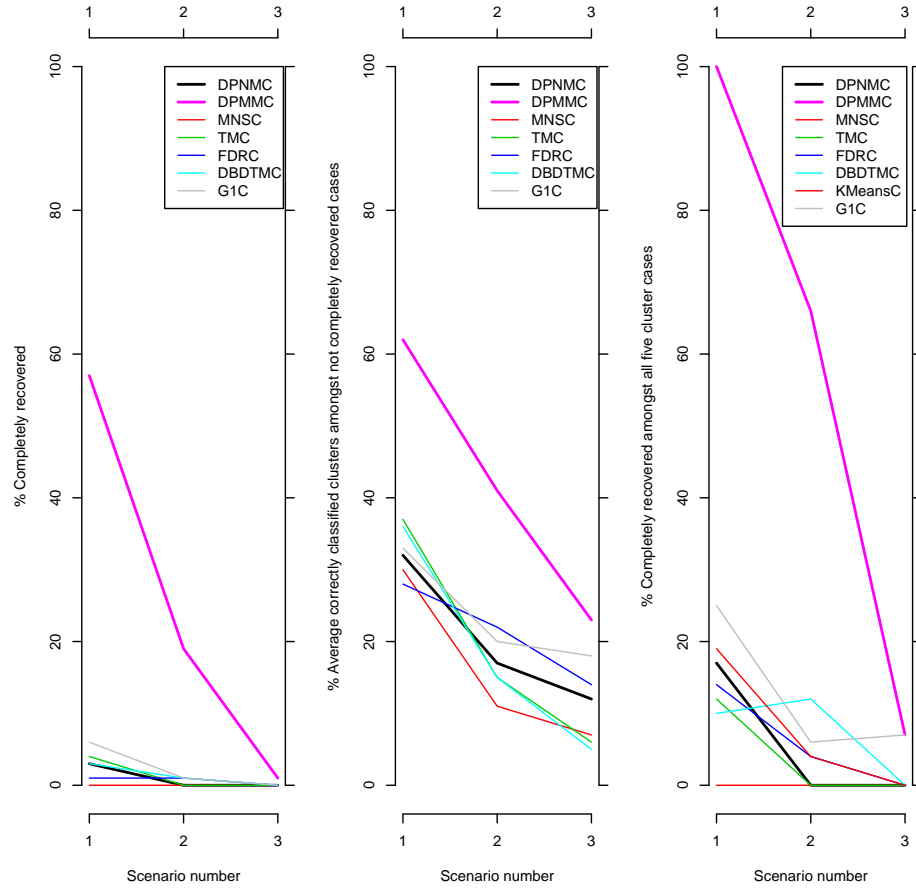 1 2 3
1 2 3
1 2 3
0 20 40 60 80 100
% Completely recovered
DPNMC
DPMMC
MNSC
TMC
FDRC
DBDTMC
G1C
1 2 3
Scenario number
0 20 40 60 80 100
% Average correctly classified clusters amongst not completely recovered cases
DPNMC
DPMMC
MNSC
TMC
FDRC
DBDTMC
G1C
1 2 3
Scenario number
0 20 40 60 80 100
% Completely recovered amongst all five cluster cases
DPNMC
DPMMC
MNSC
TMC
FDRC
DBDTMC
KMeansC
G1C
1 2 3
Scenario number